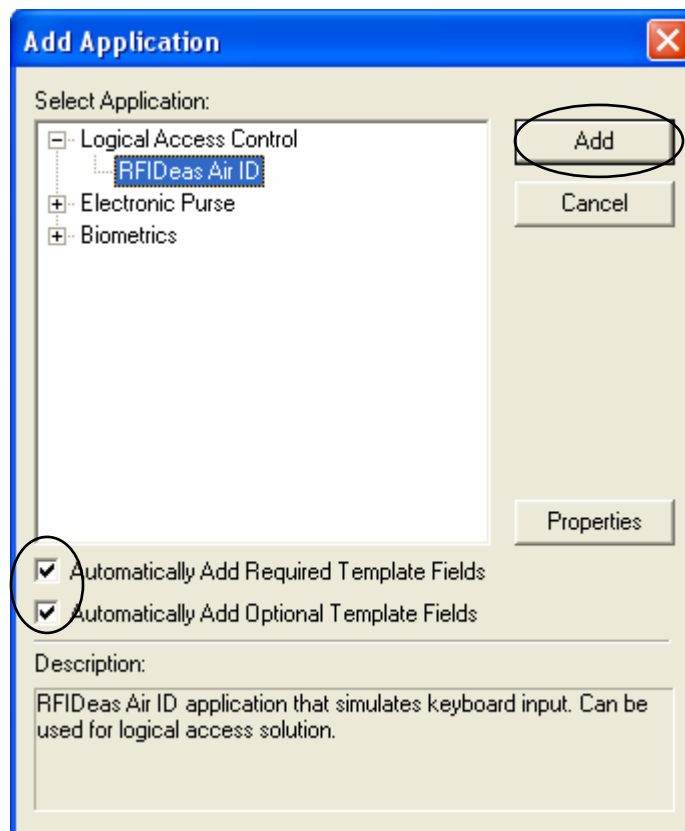 Add Application
Select Application:
Logical Access Control
RFIDeas Air ID
Electronic Purse
Biometrics
Add
Cancel
Properties
Automatically Add Required Template Fields
Automatically Add Optional Template Fields
Description:
RFIDeas Air ID application that simulates keyboard input. Can be
used for logical access solution.